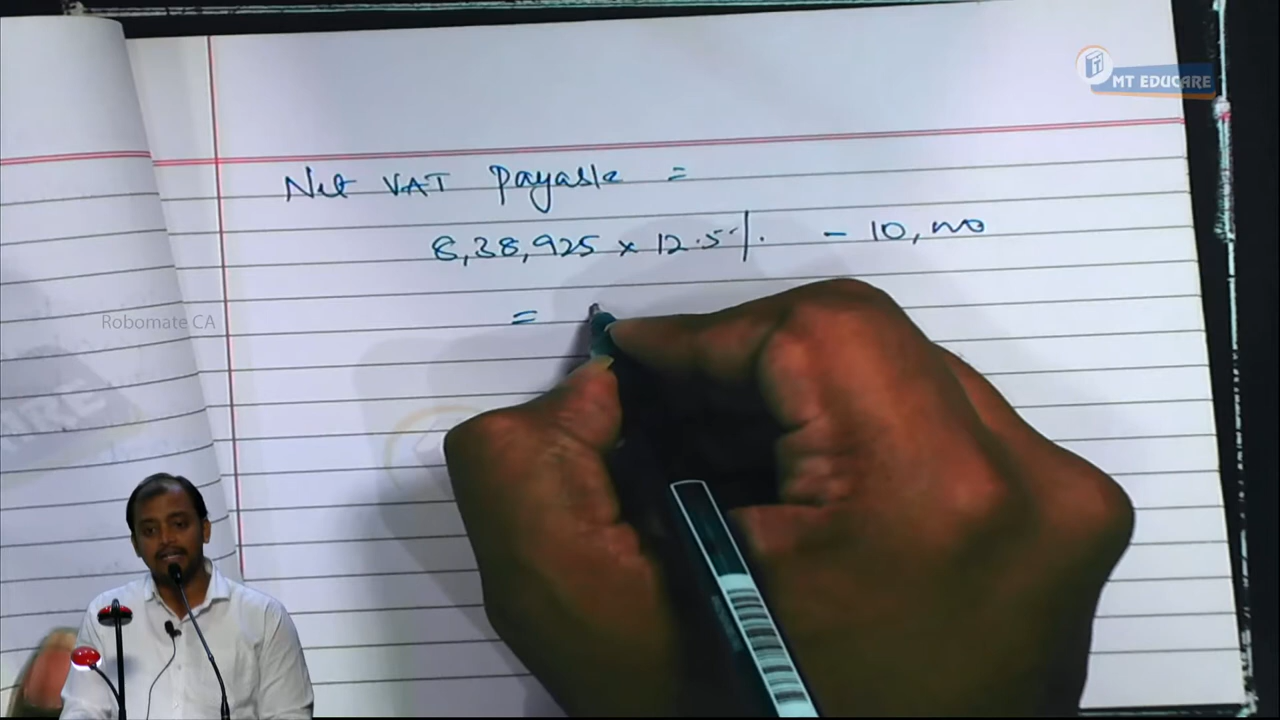 MT EDUCARE
Net VAT Payable =
8,38,925 x 12.5% - 10,000
=
Robomate CA